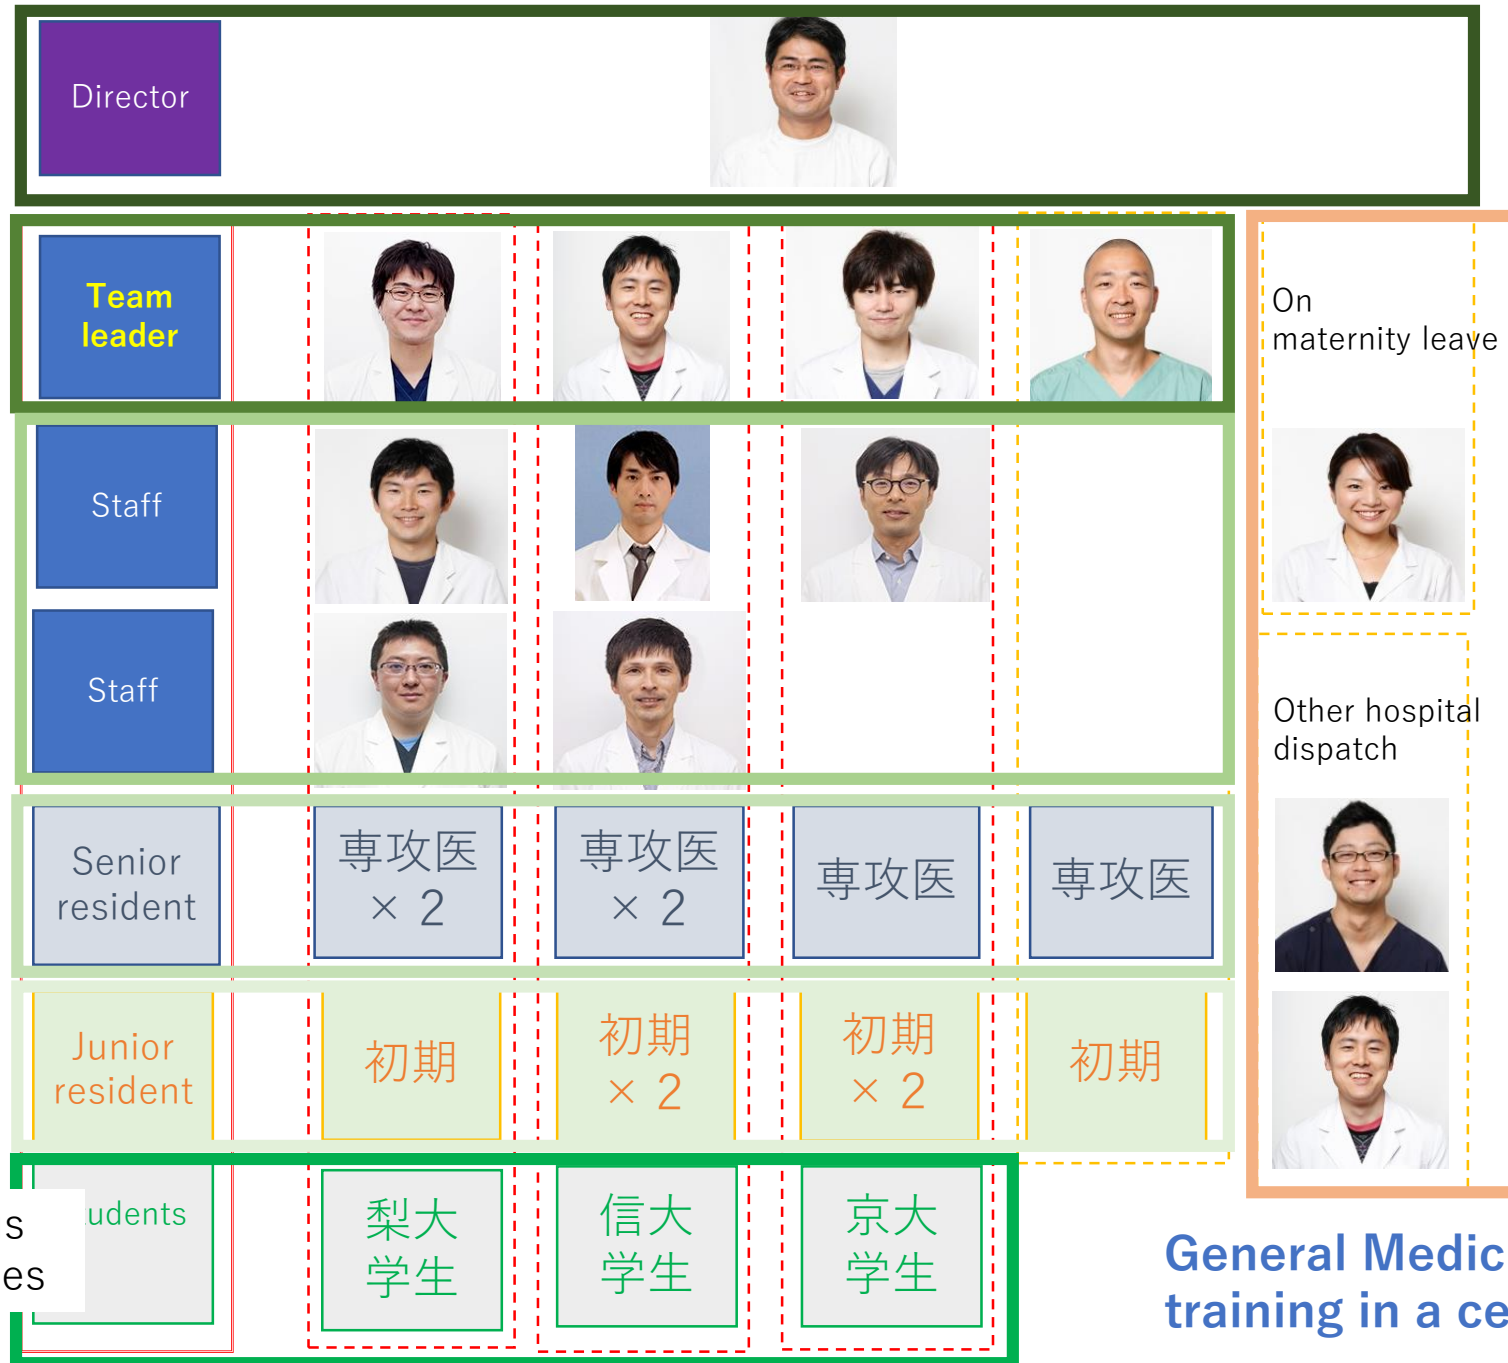 Director
Team
leader
On
maternity leave
Staff
Staff
Other hospital
dispatch
Senior
resident
専攻医
× 2
専攻医
× 2
専攻医
専攻医
Junior
resident
初期
初期
× 2
初期
× 2
初期
udents
s
es
梨大
学生
信大
学生
京大
学生
General Medic
training in a ce